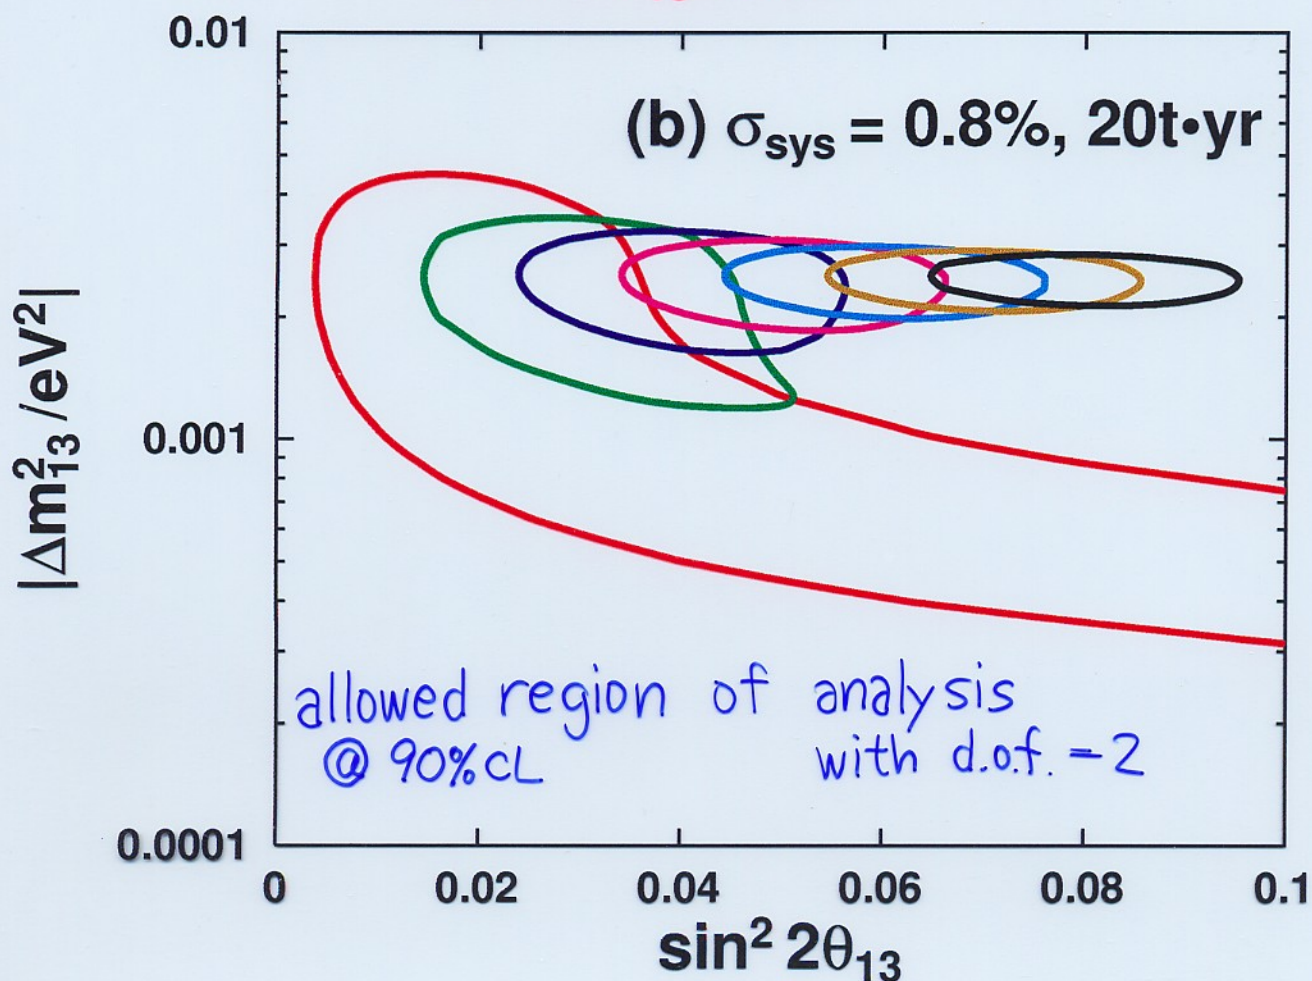 0.01
(b) σsys = 0.8%, 20t•yr
|Δm²13 /eV²|
0.001
allowed region of analysis
@ 90%CL with d.o.f. = 2
0.0001
0 0.02 0.04 0.06 0.08 0.1
sin² 2θ13